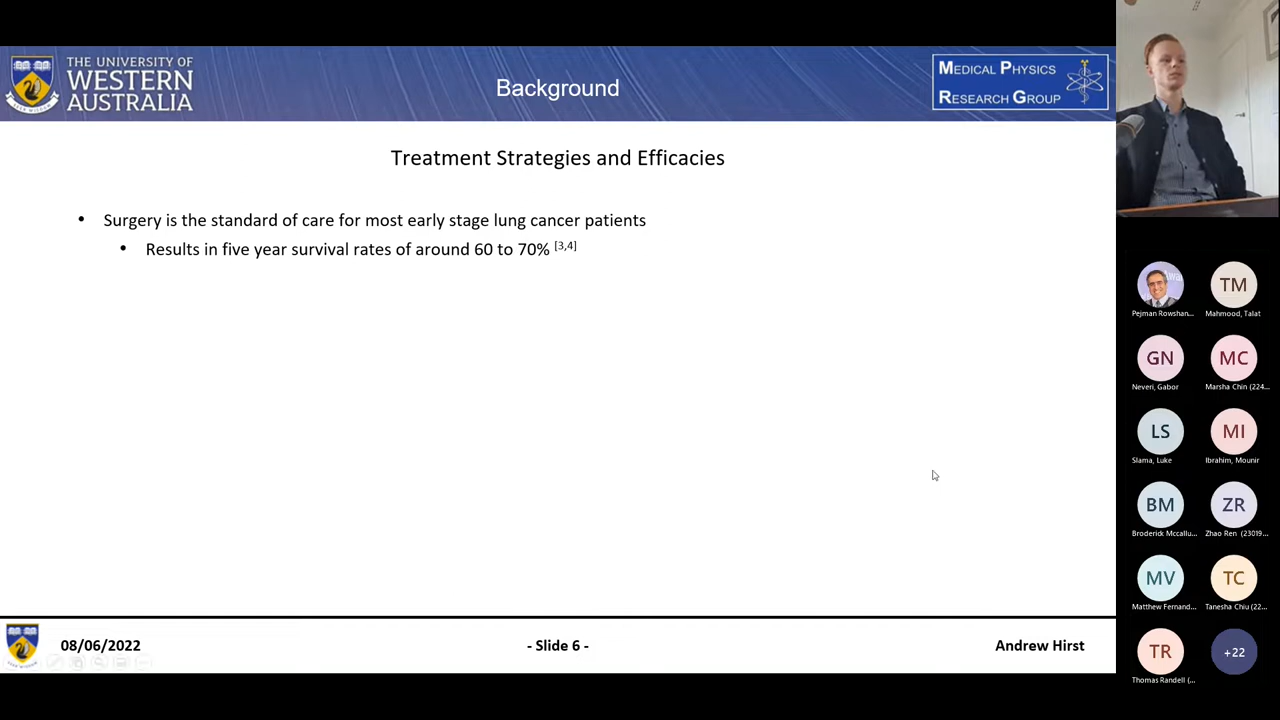 THE UNIVERSITY OF
WESTERN
AUSTRALIA
Background
MEDICAL PHYSICS
RESEARCH GROUP
Treatment Strategies and Efficacies
• Surgery is the standard of care for most early stage lung cancer patients
• Results in five year survival rates of around 60 to 70% [3,4]
08/06/2022
- Slide 6 -
Andrew Hirst
Pejman Rowshan...
TM
Mahmood, Talat
GN
Neveri, Gabor
MC
Marsha Chin (224...
LS
Slama, Luke
MI
Ibrahim, Mounir
BM
Broderick Mccallu...
ZR
Zhao Ren (23019...
MV
Matthew Fernand...
TC
Tanesha Chiu (22...
TR
Thomas Randell (...
+22